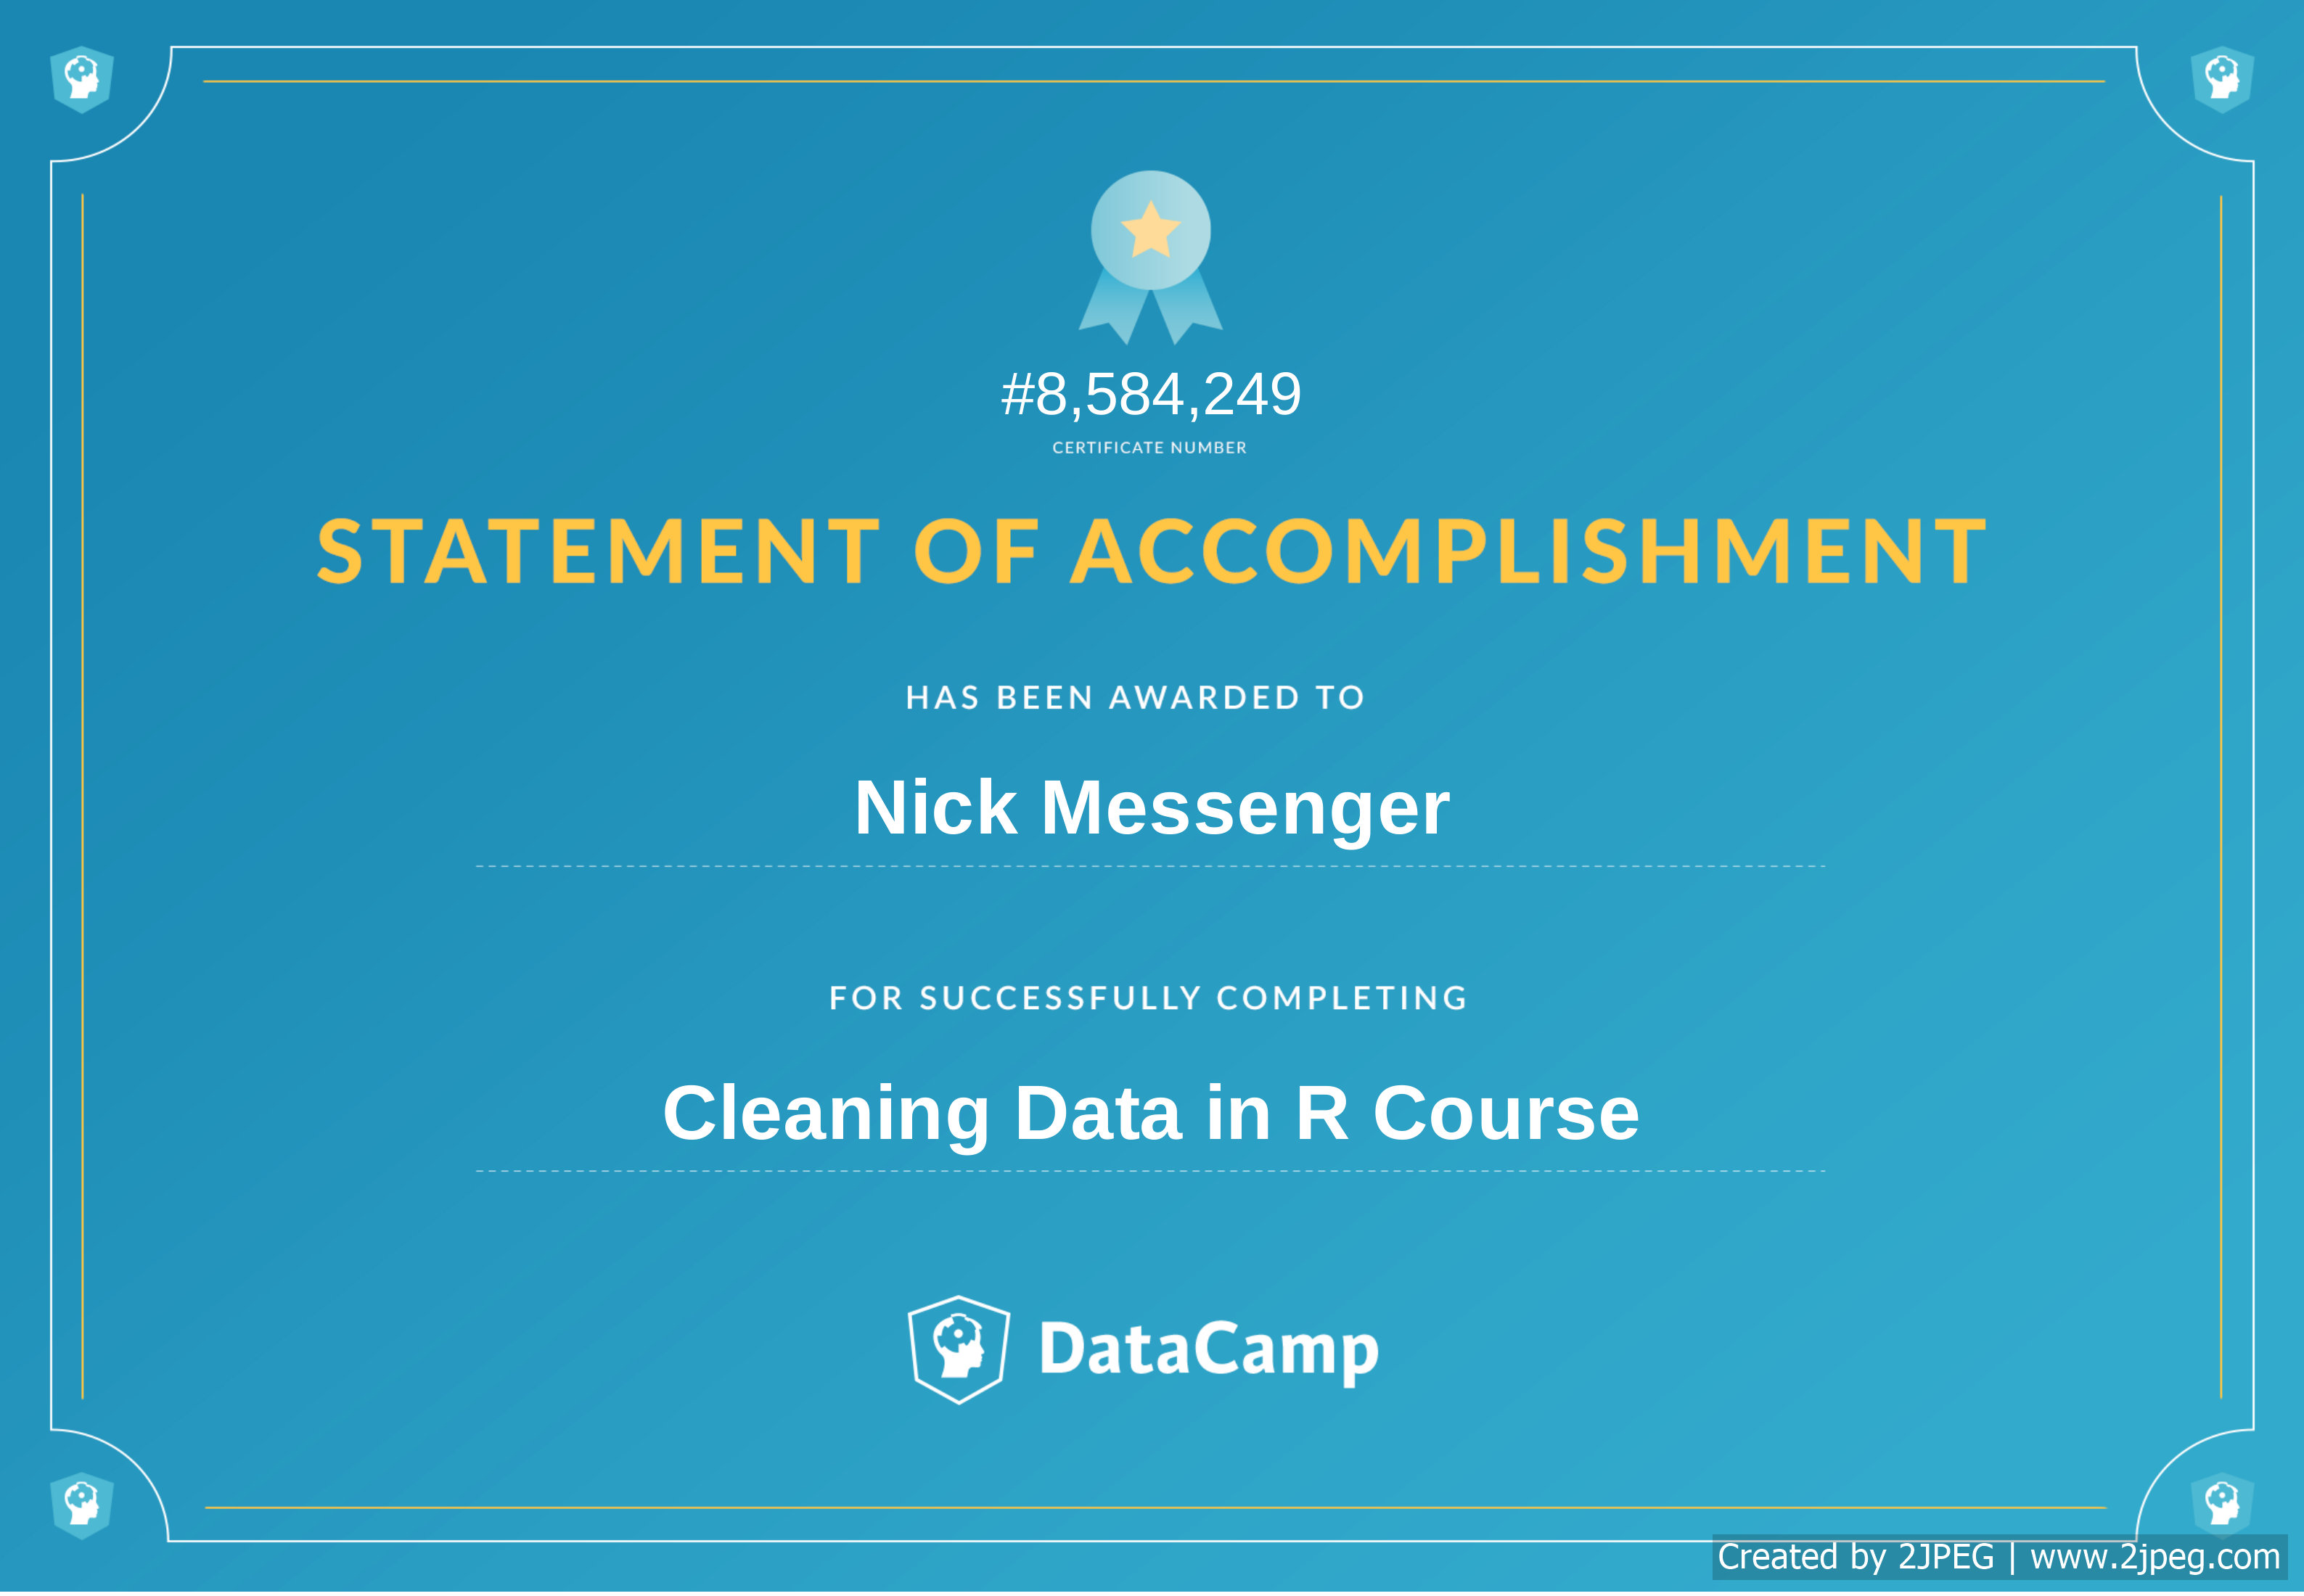 #8,584,249
CERTIFICATE NUMBER
STATEMENT OF ACCOMPLISHMENT
HAS BEEN AWARDED TO
Nick Messenger
FOR SUCCESSFULLY COMPLETING
Cleaning Data in R Course
DataCamp
Created by 2JPEG | www.2jpeg.com